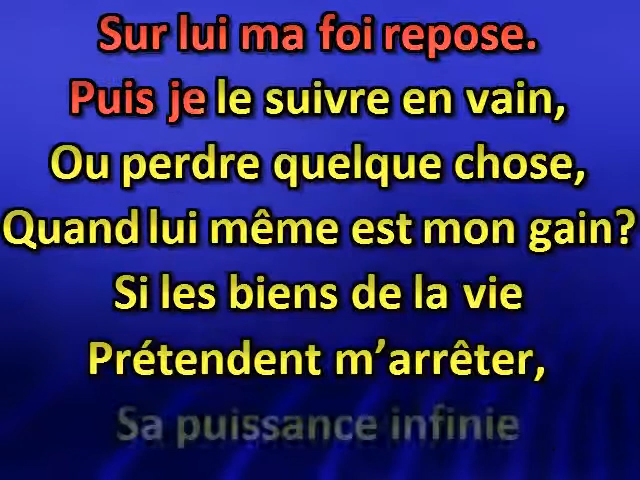 Sur lui ma foi repose.
Puis je le suivre en vain,
Ou perdre quelque chose,
Quand lui même est mon gain?
Si les biens de la vie
Prétendent m’arrêter,
Sa puissance infinie